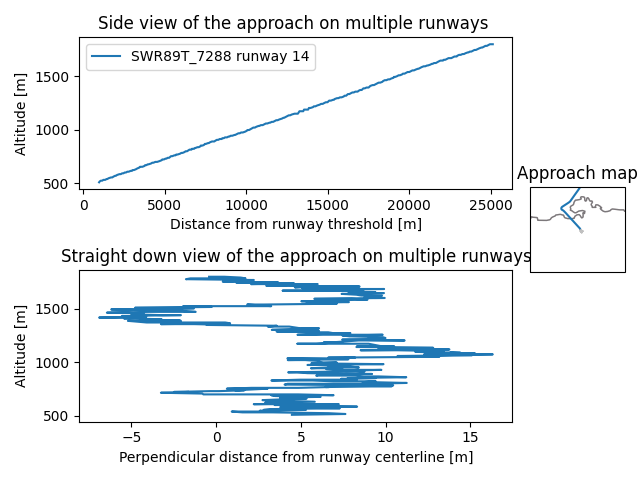 Side view of the approach on multiple runways
SWR89T_7288 runway 14
Altitude [m]
1500
1000
500
0
5000
10000
15000
20000
25000
Distance from runway threshold [m]
Approach map
Straight down view of the approach on multiple runways
Altitude [m]
1500
1000
500
−5
0
5
10
15
Perpendicular distance from runway centerline [m]